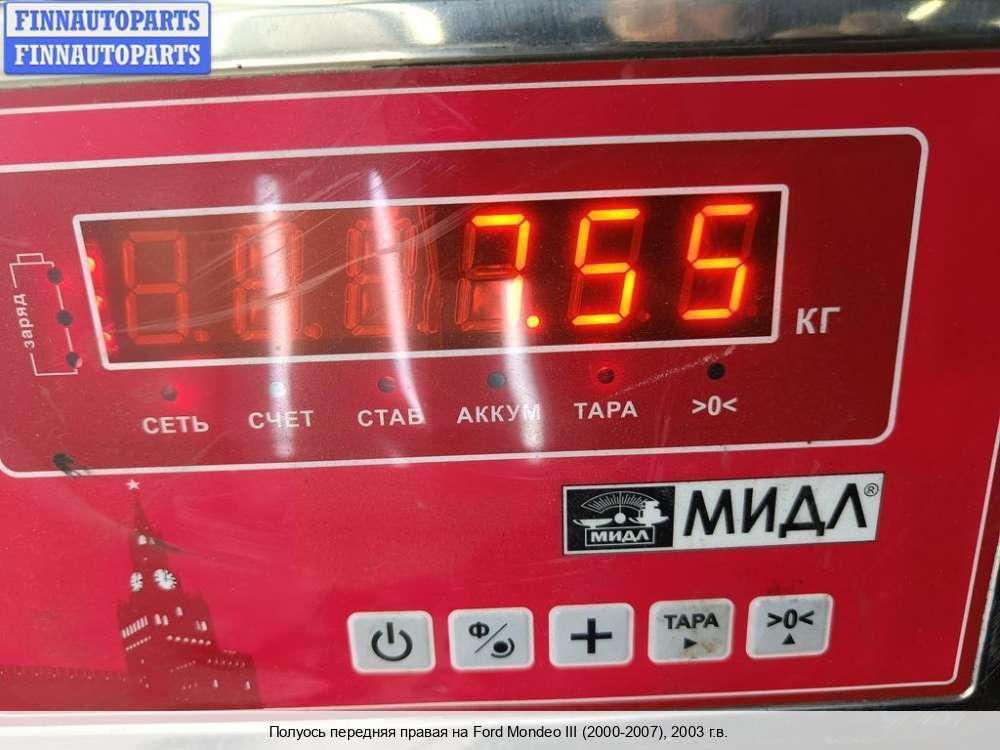 FINNAUTOPARTS
FINNAUTOPARTS
7.55
КГ
заряд
СЕТЬ СЧЕТ СТАБ АККУМ ТАРА >0<
МИДЛ МИДЛ®
Ф ТАРА >0<
Полуось передняя правая на Ford Mondeo III (2000-2007), 2003 г.в.